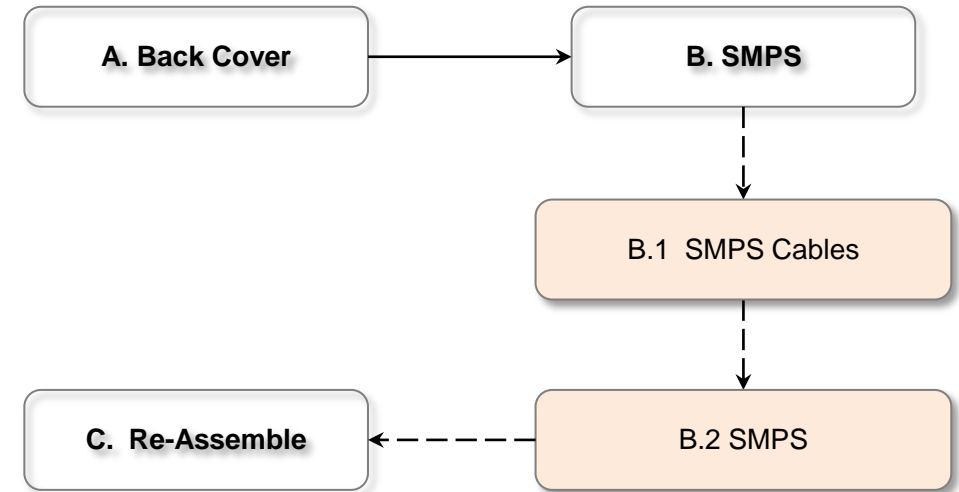 A. Back Cover
B. SMPS
B.1  SMPS Cables
C.  Re-Assemble
B.2 SMPS